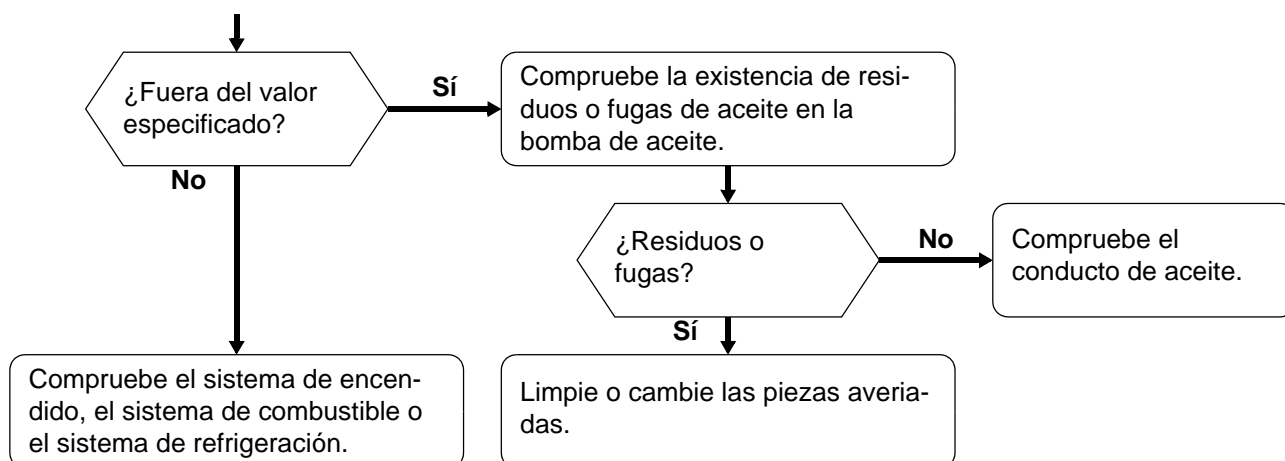 ¿Fuera del valor
especificado?
Sí
Compruebe la existencia de resi-
duos o fugas de aceite en la
bomba de aceite.
No
¿Residuos o
fugas?
No
Compruebe el
conducto de aceite.
Sí
Compruebe el sistema de encen-
dido, el sistema de combustible o
el sistema de refrigeración.
Limpie o cambie las piezas averia-
das.